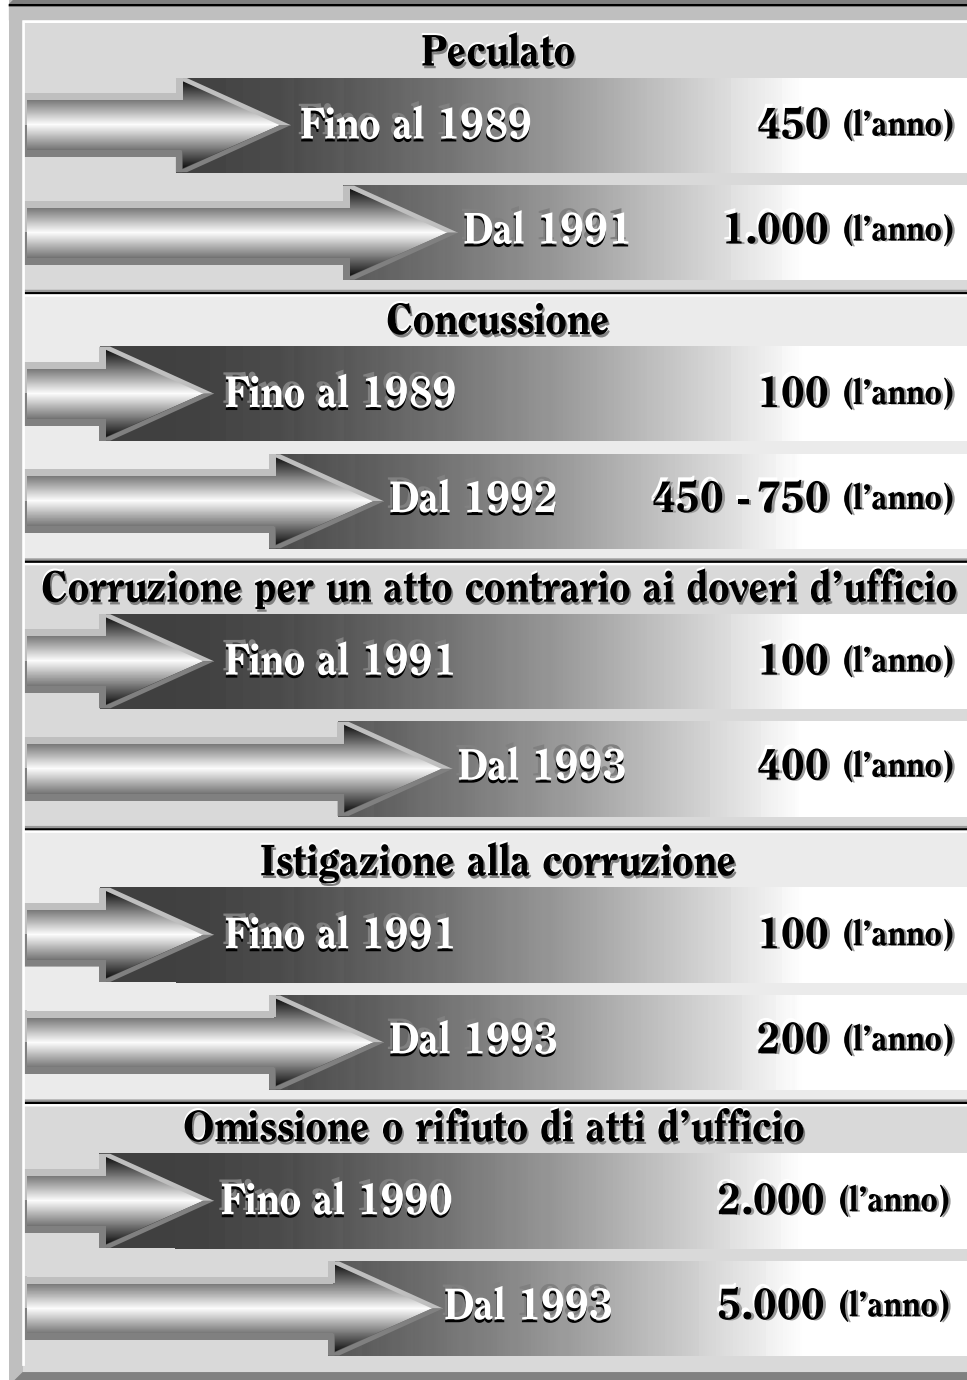 Peculato
Fino al 1989 450 (l'anno)
Dal 1991 1.000 (l'anno)
Concussione
Fino al 1989 100 (l'anno)
Dal 1992 450 - 750 (l'anno)
Corruzione per un atto contrario ai doveri d'ufficio
Fino al 1991 100 (l'anno)
Dal 1993 400 (l'anno)
Istigazione alla corruzione
Fino al 1991 100 (l'anno)
Dal 1993 200 (l'anno)
Omissione o rifiuto di atti d'ufficio
Fino al 1990 2.000 (l'anno)
Dal 1993 5.000 (l'anno)